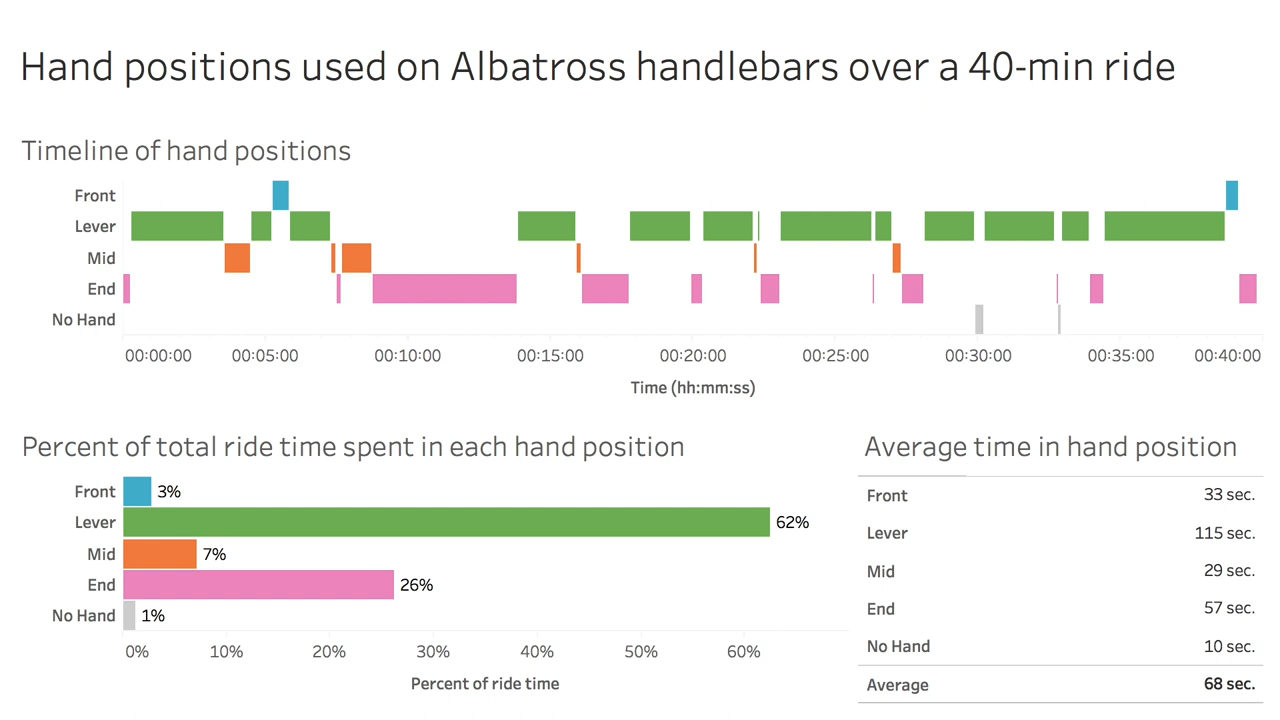 Hand positions used on Albatross handlebars over a 40-min ride
Timeline of hand positions
Front
Lever
Mid
End
No Hand
00:00:00 00:05:00 00:10:00 00:15:00 00:20:00 00:25:00 00:30:00 00:35:00 00:40:00
Time (hh:mm:ss)
Percent of total ride time spent in each hand position
Front 3%
Lever 62%
Mid 7%
End 26%
No Hand 1%
0% 10% 20% 30% 40% 50% 60%
Percent of ride time
Average time in hand position
Front 33 sec.
Lever 115 sec.
Mid 29 sec.
End 57 sec.
No Hand 10 sec.
Average 68 sec.